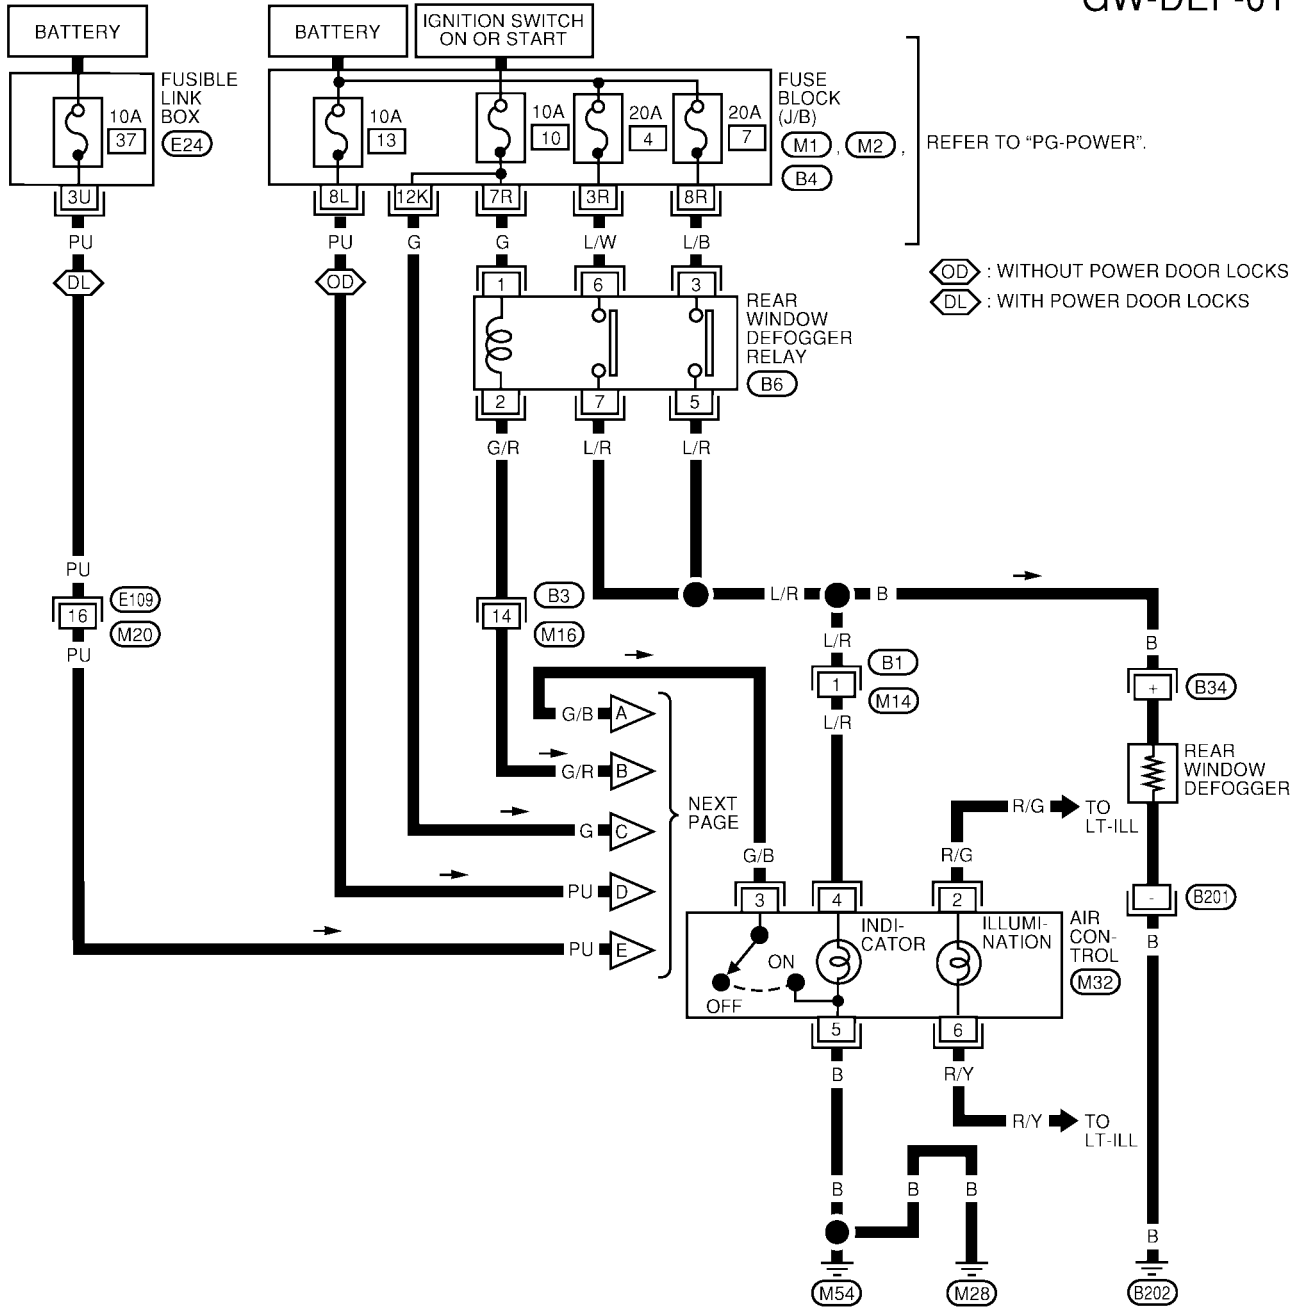 GW-DEF-01
BATTERY
BATTERY
IGNITION SWITCH
ON OR START
FUSIBLE
LINK
BOX
E24
10A
37
10A
13
10A
10
20A
4
20A
7
FUSE
BLOCK
(J/B)
M1 , M2 ,
B4
REFER TO “PG-POWER”.
3U
8L
12K
7R
3R
8R
PU
PU
G
G
L/W
L/B
DL
OD
OD : WITHOUT POWER DOOR LOCKS
DL : WITH POWER DOOR LOCKS
1
6
3
REAR
WINDOW
DEFOGGER
RELAY
B6
2
7
5
G/R
L/R
L/R
PU
16
E109
M20
PU
14
B3
M16
L/R
B
L/R
1
B1
M14
L/R
B
+
B34
REAR
WINDOW
DEFOGGER
-
B201
B
G/B
A
G/R
B
G
C
PU
D
PU
E
NEXT
PAGE
G/B
R/G
TO
LT-ILL
R/G
3
4
2
INDI-
CATOR
ILLUMI-
NATION
ON
OFF
AIR
CON-
TROL
M32
5
6
B
R/Y
R/Y
TO
LT-ILL
B
B
B
B
M54
M28
B202